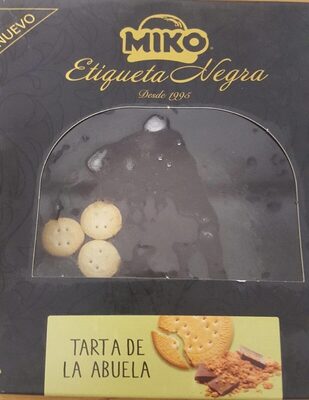 NUEVO
MIKO
Etiqueta Negra
Desde 1995
TARTA DE
LA ABUELA